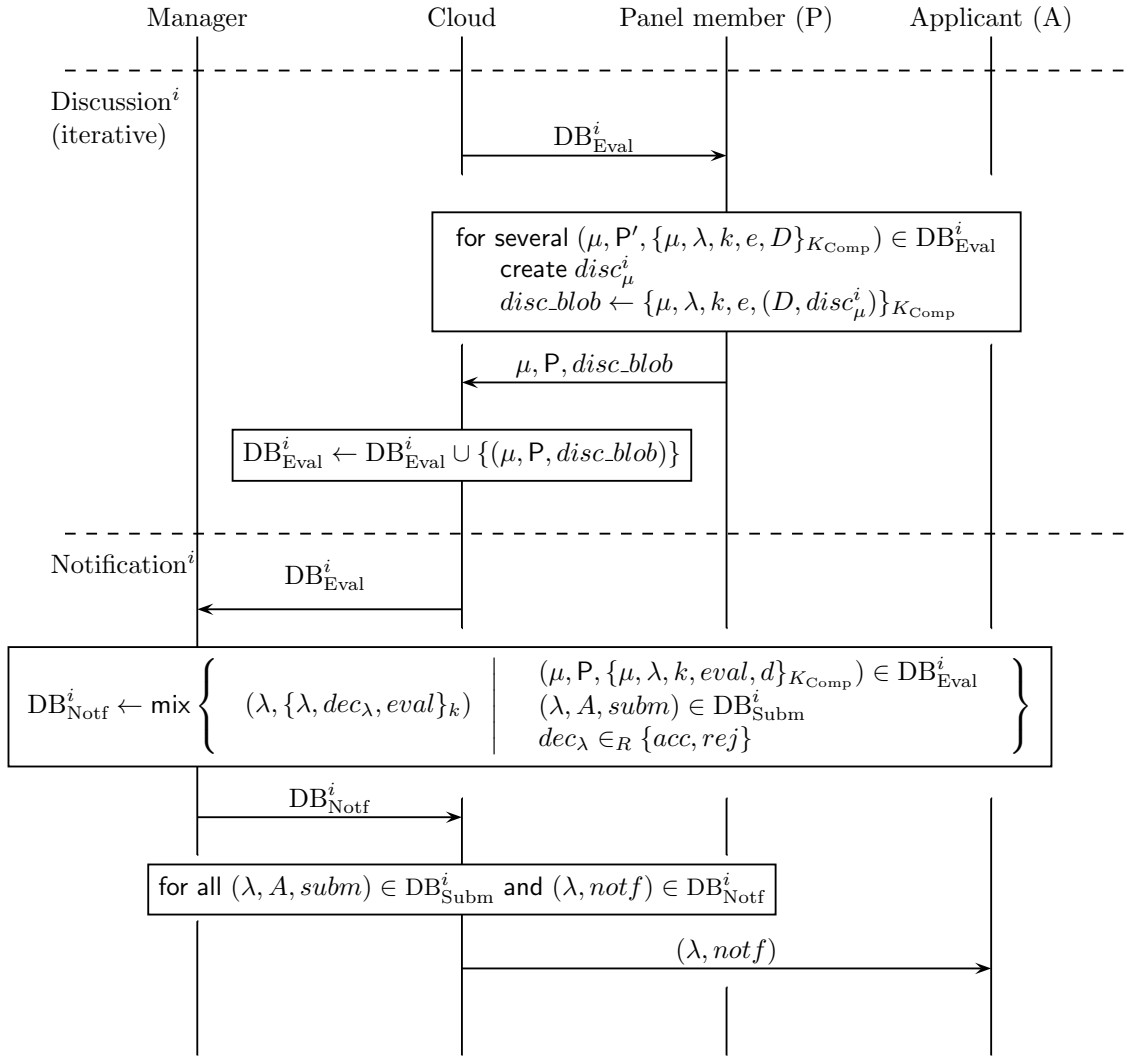 Manager Cloud Panel member (P) Applicant (A)
Discussion^i
(iterative)
DB^i_Eval
for several (μ, P′, {μ, λ, k, e, D}_{K_Comp}) ∈ DB^i_Eval
create disc^i_μ
disc_blob ← {μ, λ, k, e, (D, disc^i_μ)}_{K_Comp}
μ, P, disc_blob
DB^i_Eval ← DB^i_Eval ∪ {(μ, P, disc_blob)}
Notification^i
DB^i_Eval
DB^i_Notf ← mix { (λ, {λ, dec_λ, eval}_k) | (μ, P, {μ, λ, k, eval, d}_{K_Comp}) ∈ DB^i_Eval
(λ, A, subm) ∈ DB^i_Subm
dec_λ ∈_R {acc, rej} }
DB^i_Notf
for all (λ, A, subm) ∈ DB^i_Subm and (λ, notf) ∈ DB^i_Notf
(λ, notf)